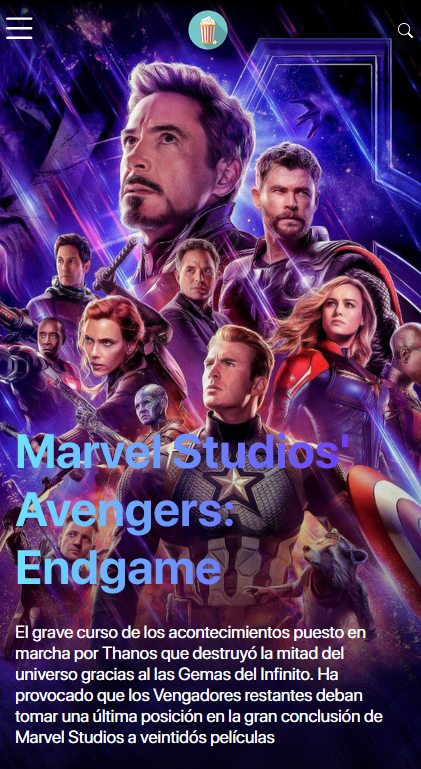 Marvel Studios'
Avengers:
Endgame
El grave curso de los acontecimientos puesto en
marcha por Thanos que destruyó la mitad del
universo gracias al las Gemas del Infinito. Ha
provocado que los Vengadores restantes deban
tomar una última posición en la gran conclusión de
Marvel Studios a veintidós películas